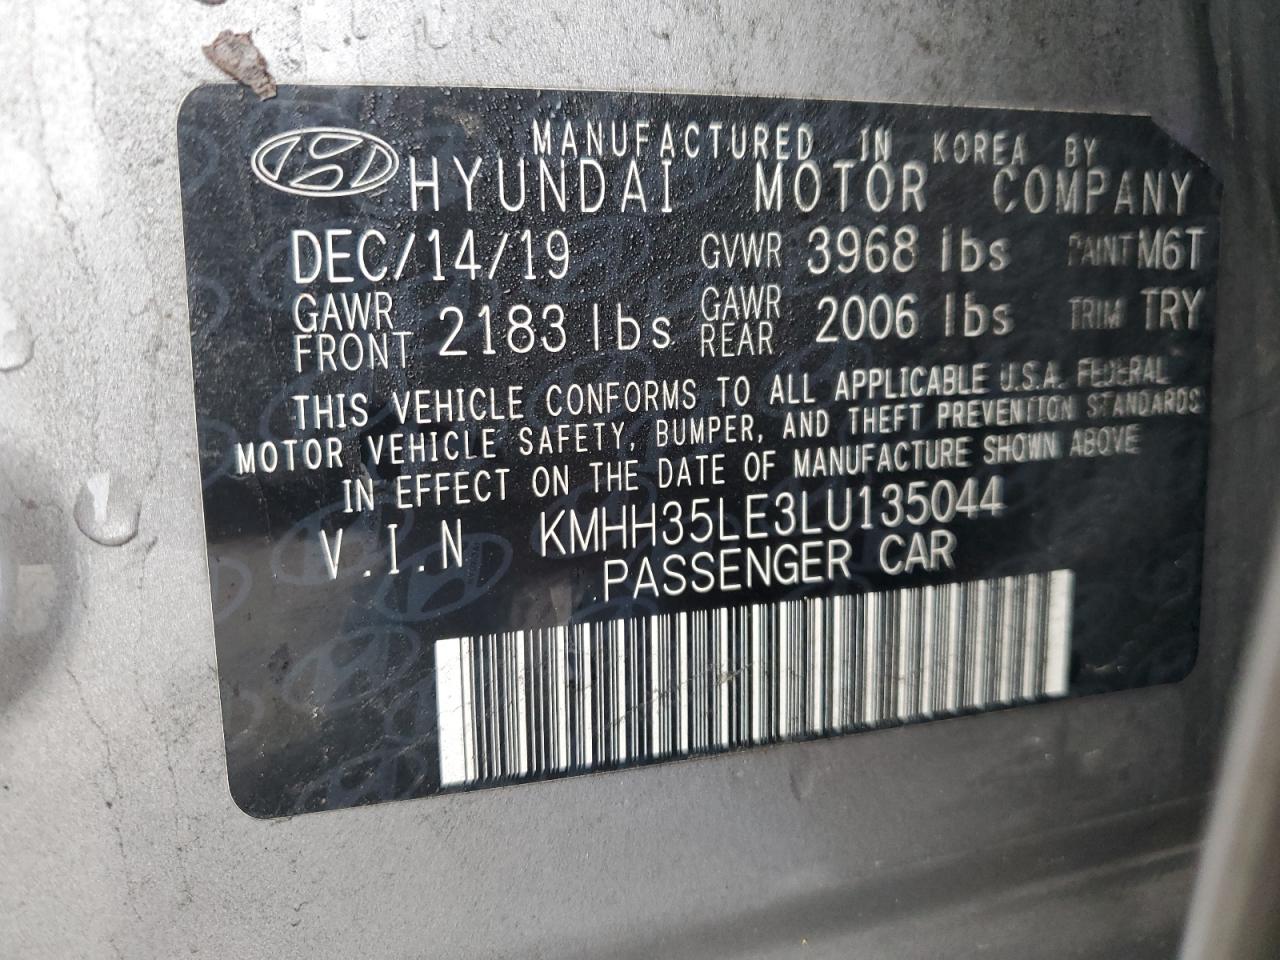 MANUFACTURED IN KOREA BY
HYUNDAI MOTOR COMPANY
DEC/14/19 GVWR 3968 lbs PAINT M6T
GAWR FRONT 2183 lbs GAWR REAR 2006 lbs TRIM TRY
THIS VEHICLE CONFORMS TO ALL APPLICABLE U.S.A. FEDERAL
MOTOR VEHICLE SAFETY, BUMPER, AND THEFT PREVENTION STANDARDS
IN EFFECT ON THE DATE OF MANUFACTURE SHOWN ABOVE
V.I.N KMHH35LE3LU135044
PASSENGER CAR